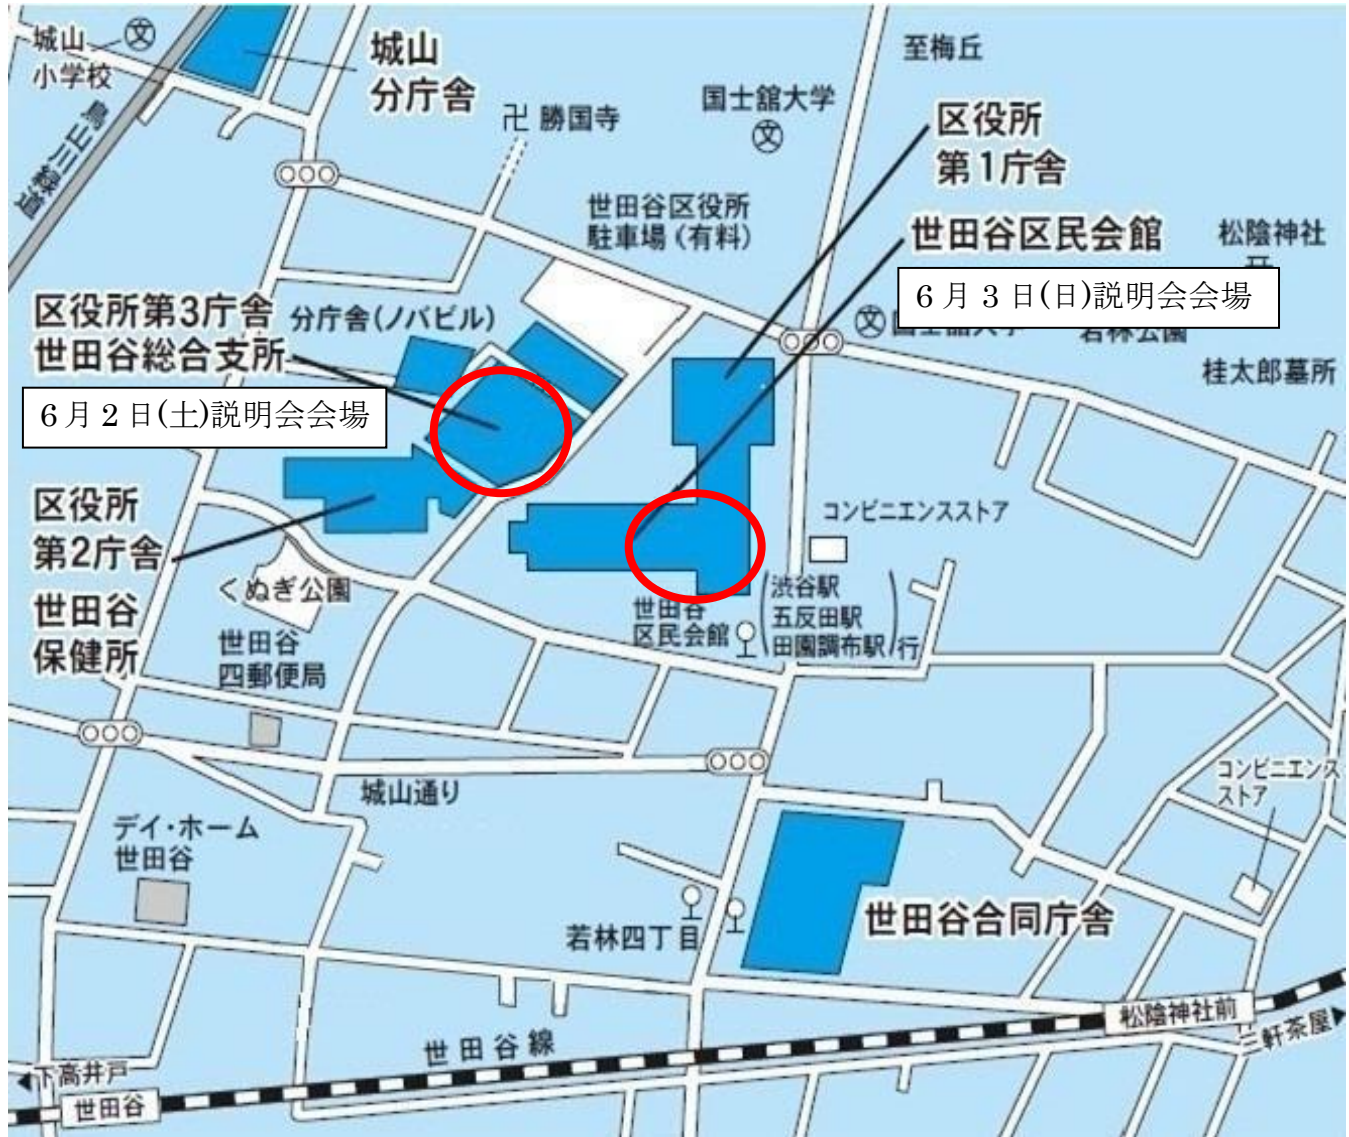 城山
小学校
烏山川緑道
城山
分庁舎
卍 勝国寺
国士舘大学
文
文
至梅丘
区役所
第1庁舎
世田谷区役所
駐車場（有料）
世田谷区民会館
松陰神社
6月3日(日)説明会会場
文
若林公園
桂太郎墓所
区役所第3庁舎
世田谷総合支所
分庁舎(ノバビル)
6月2日(土)説明会会場
区役所
第2庁舎
世田谷
保健所
くぬぎ公園
世田谷
四郵便局
コンビニエンスストア
世田谷
区民会館
渋谷駅
五反田駅
田園調布駅
行
城山通り
デイ・ホーム
世田谷
コンビニエンス
ストア
若林四丁目
世田谷合同庁舎
世田谷線
松陰神社前
三軒茶屋▶
◀下高井戸
世田谷